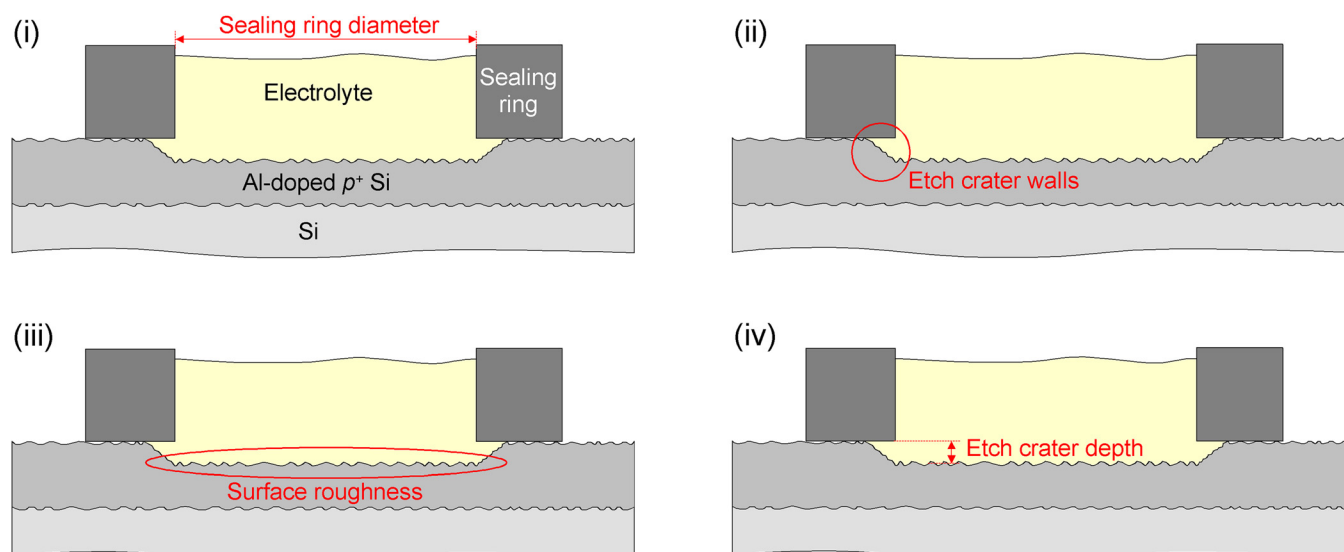 (i)
Sealing ring diameter
Electrolyte
Sealing
ring
Al-doped p⁺ Si
Si
(ii)
Etch crater walls
(iii)
Surface roughness
(iv)
Etch crater depth